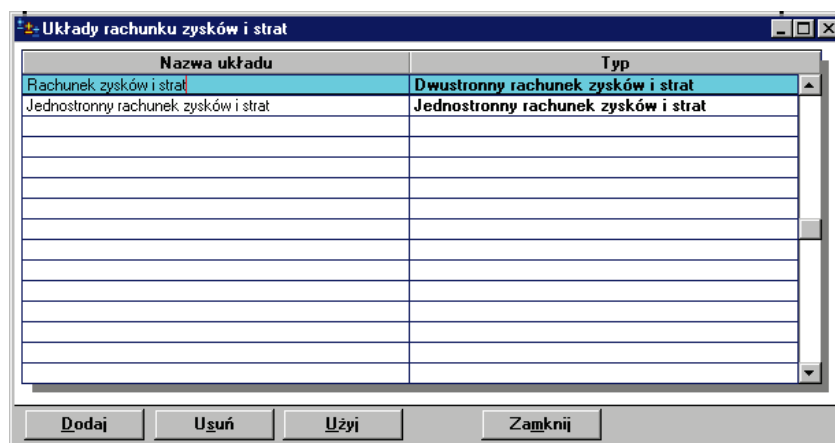 Układy rachunku zysków i strat
Nazwa układu Typ
Rachunek zysków i strat Dwustronny rachunek zysków i strat
Jednostronny rachunek zysków i strat Jednostronny rachunek zysków i strat
Dodaj Usuń Użyj Zamknij